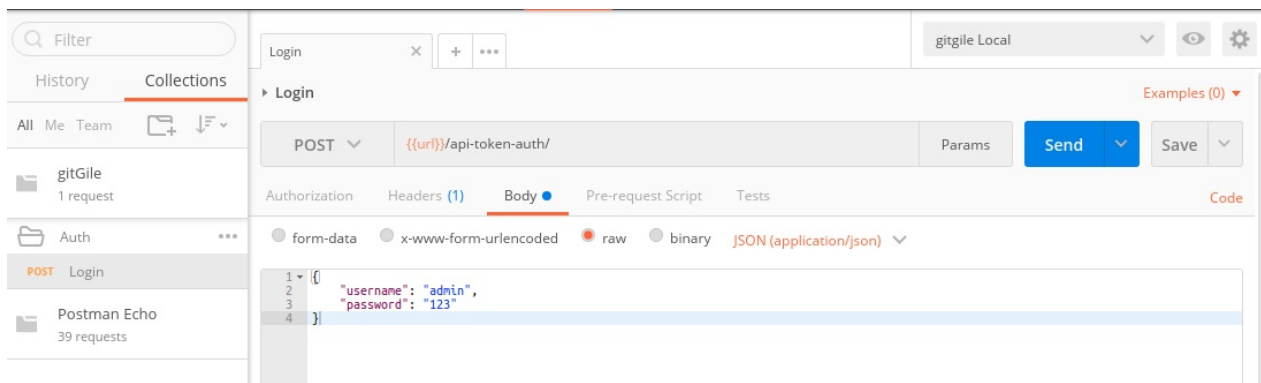 Filter
History Collections
All Me Team
gitGile
1 request
Auth
POST Login
Postman Echo
39 requests
Login
gitgile Local
Login
Examples (0)
POST {{url}}/api-token-auth/ Params Send Save
Authorization Headers (1) Body Pre-request Script Tests Code
form-data x-www-form-urlencoded raw binary JSON (application/json)
1 {
2 "username": "admin",
3 "password": "123"
4 }